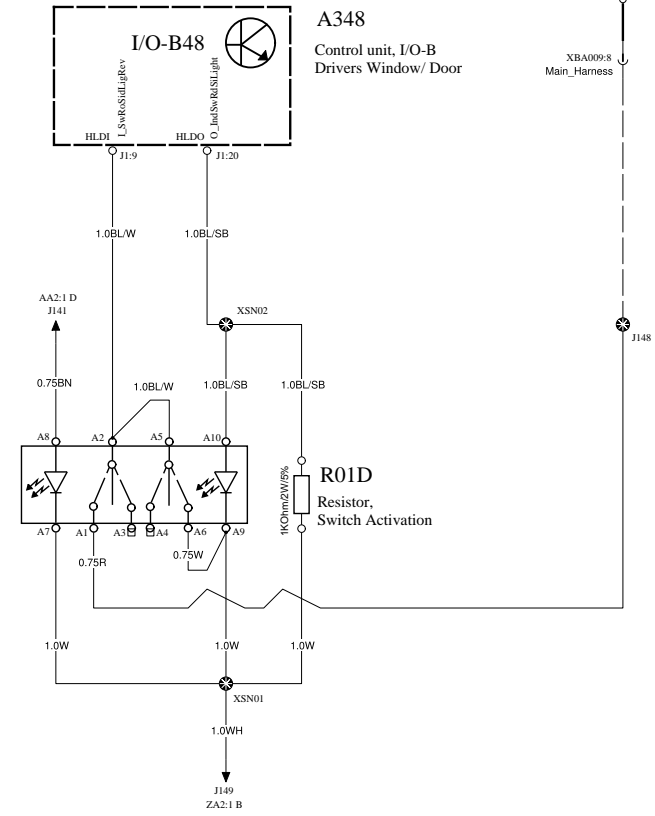 A348
I/O-B48
Control unit, I/O-B
Drivers Window/ Door
XBA009:8
Main_Harness
I_SwRoSidLigRev
O_IndSwRdSiLight
HLDI
HLDO
J1:9
J1:20
1.0BL/W
1.0BL/SB
AA2:1 D
J141
XSN02
J148
0.75BN
1.0BL/W
1.0BL/SB
1.0BL/SB
A8
A2
A5
A10
1KOhm/2W/5%
R01D
Resistor,
Switch Activation
A7
A1
A3
A4
A6
A9
0.75R
0.75W
1.0W
1.0W
1.0W
XSN01
1.0WH
J149
ZA2:1 B